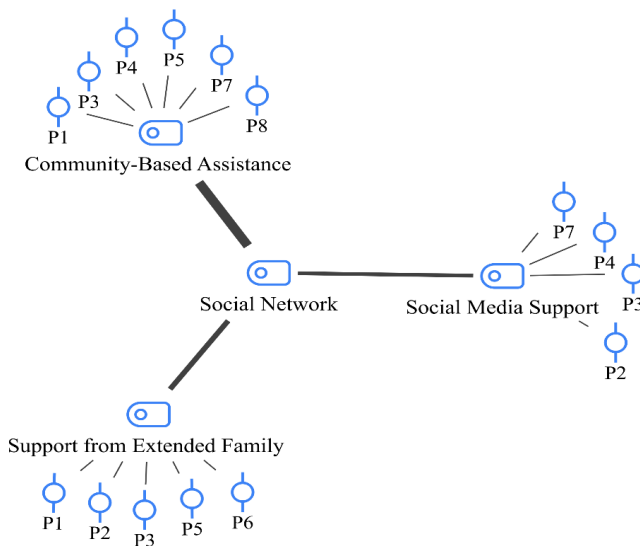 P5
P4
P7
P3
P8
P1
Community-Based Assistance
P7
P4
P3
Social Network
Social Media Support
P2
Support from Extended Family
P1
P2
P3
P5
P6